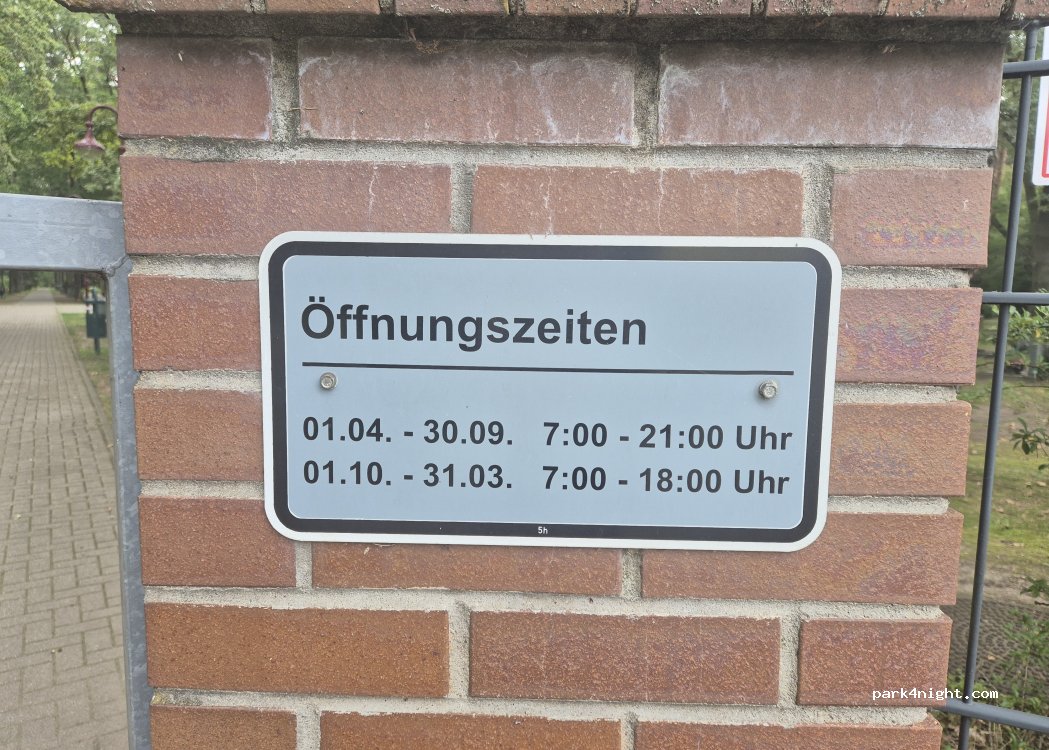 Öffnungszeiten
01.04. - 30.09. 7:00 - 21:00 Uhr
01.10. - 31.03. 7:00 - 18:00 Uhr
5h
park4night.com